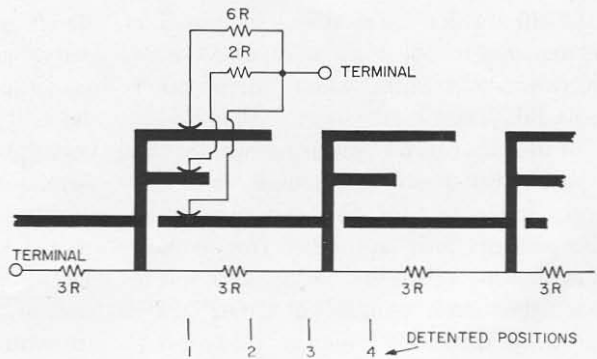 6R
2R
TERMINAL
TERMINAL
3R 3R 3R 3R
1 2 3 4 DETENTED POSITIONS